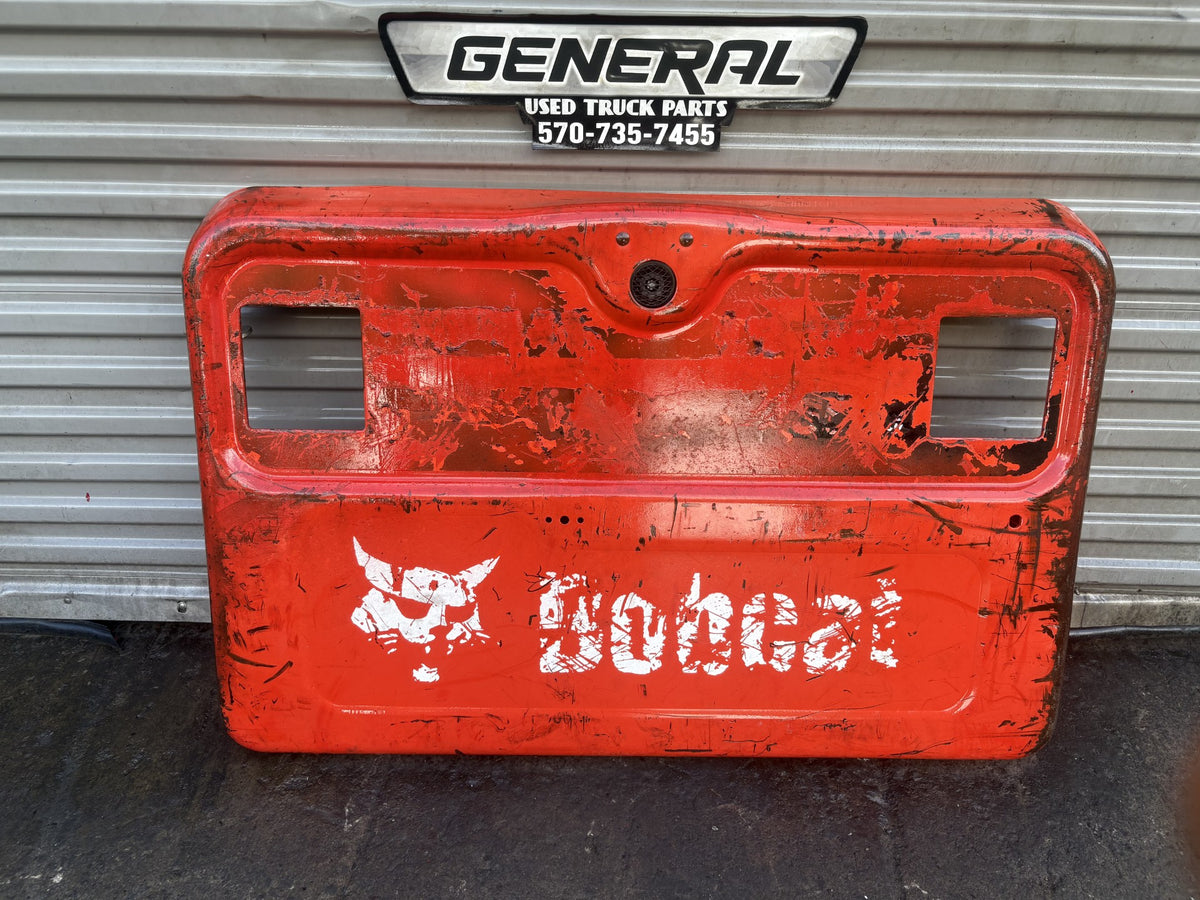 GENERAL
USED TRUCK PARTS
570-735-7455
Bobcat